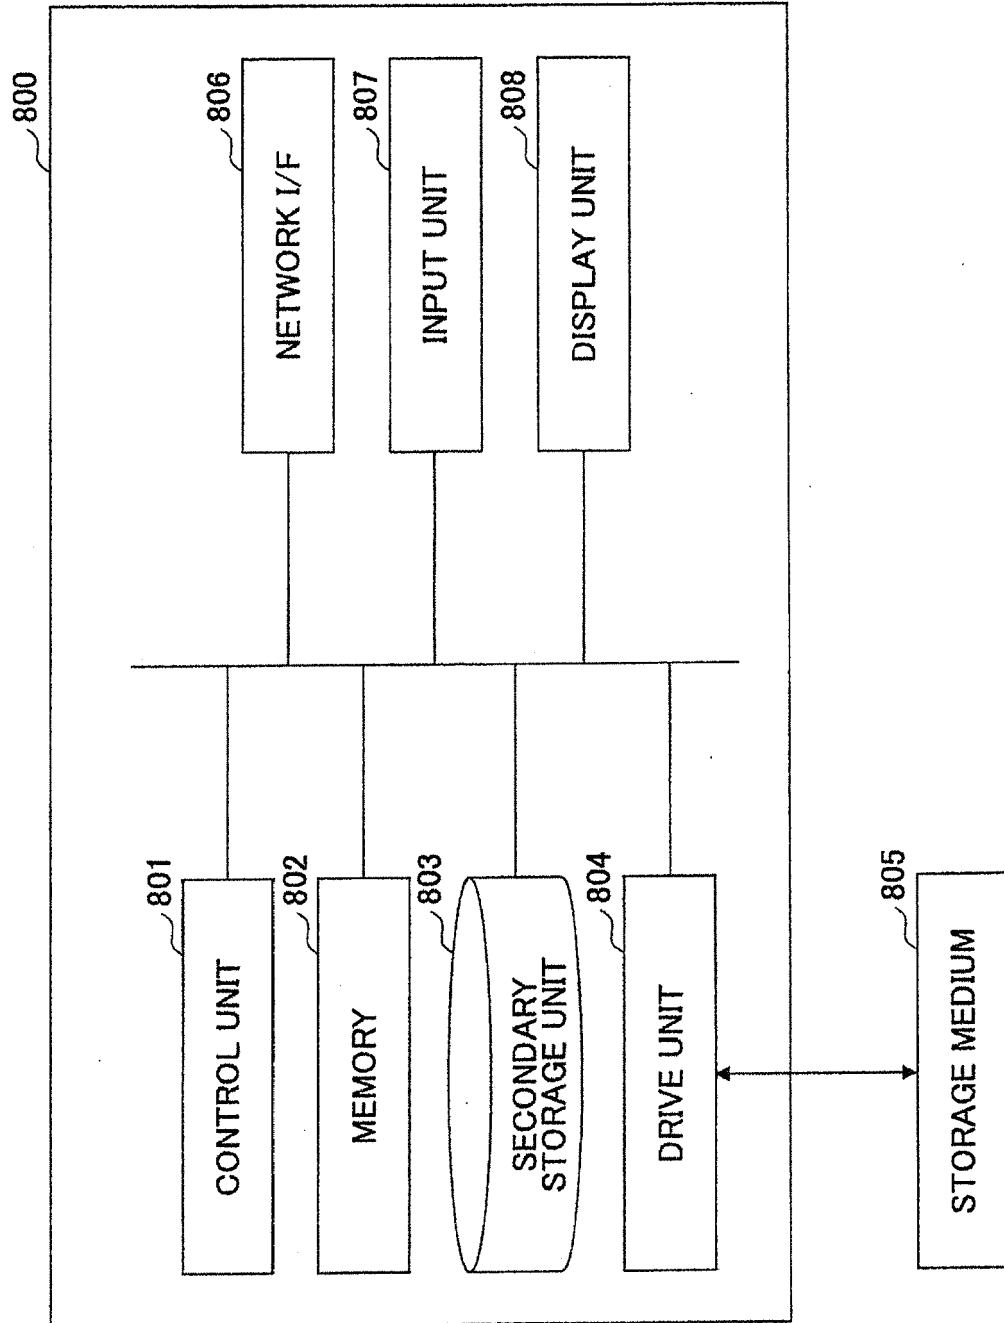 800
801
CONTROL UNIT
802
MEMORY
803
SECONDARY
STORAGE UNIT
804
DRIVE UNIT
805
STORAGE MEDIUM
806
NETWORK I/F
807
INPUT UNIT
808
DISPLAY UNIT